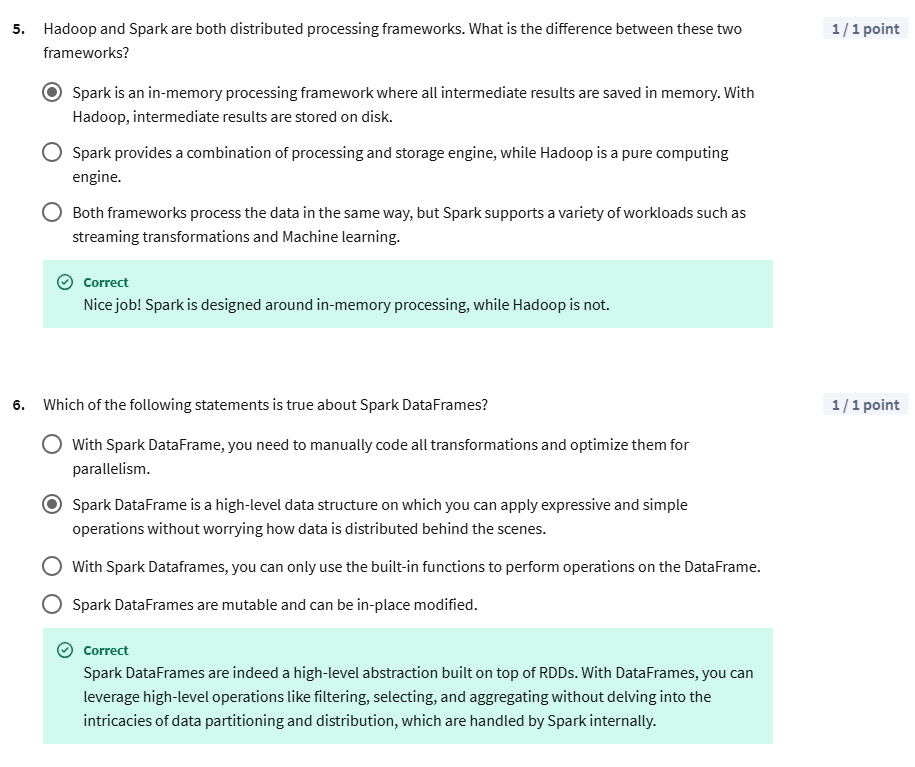 5. Hadoop and Spark are both distributed processing frameworks. What is the difference between these two 1 / 1 point
frameworks?
Spark is an in-memory processing framework where all intermediate results are saved in memory. With
Hadoop, intermediate results are stored on disk.
Spark provides a combination of processing and storage engine, while Hadoop is a pure computing
engine.
Both frameworks process the data in the same way, but Spark supports a variety of workloads such as
streaming transformations and Machine learning.
Correct
Nice job! Spark is designed around in-memory processing, while Hadoop is not.
6. Which of the following statements is true about Spark DataFrames? 1 / 1 point
With Spark DataFrame, you need to manually code all transformations and optimize them for
parallelism.
Spark DataFrame is a high-level data structure on which you can apply expressive and simple
operations without worrying how data is distributed behind the scenes.
With Spark Dataframes, you can only use the built-in functions to perform operations on the DataFrame.
Spark DataFrames are mutable and can be in-place modified.
Correct
Spark DataFrames are indeed a high-level abstraction built on top of RDDs. With DataFrames, you can
leverage high-level operations like filtering, selecting, and aggregating without delving into the
intricacies of data partitioning and distribution, which are handled by Spark internally.